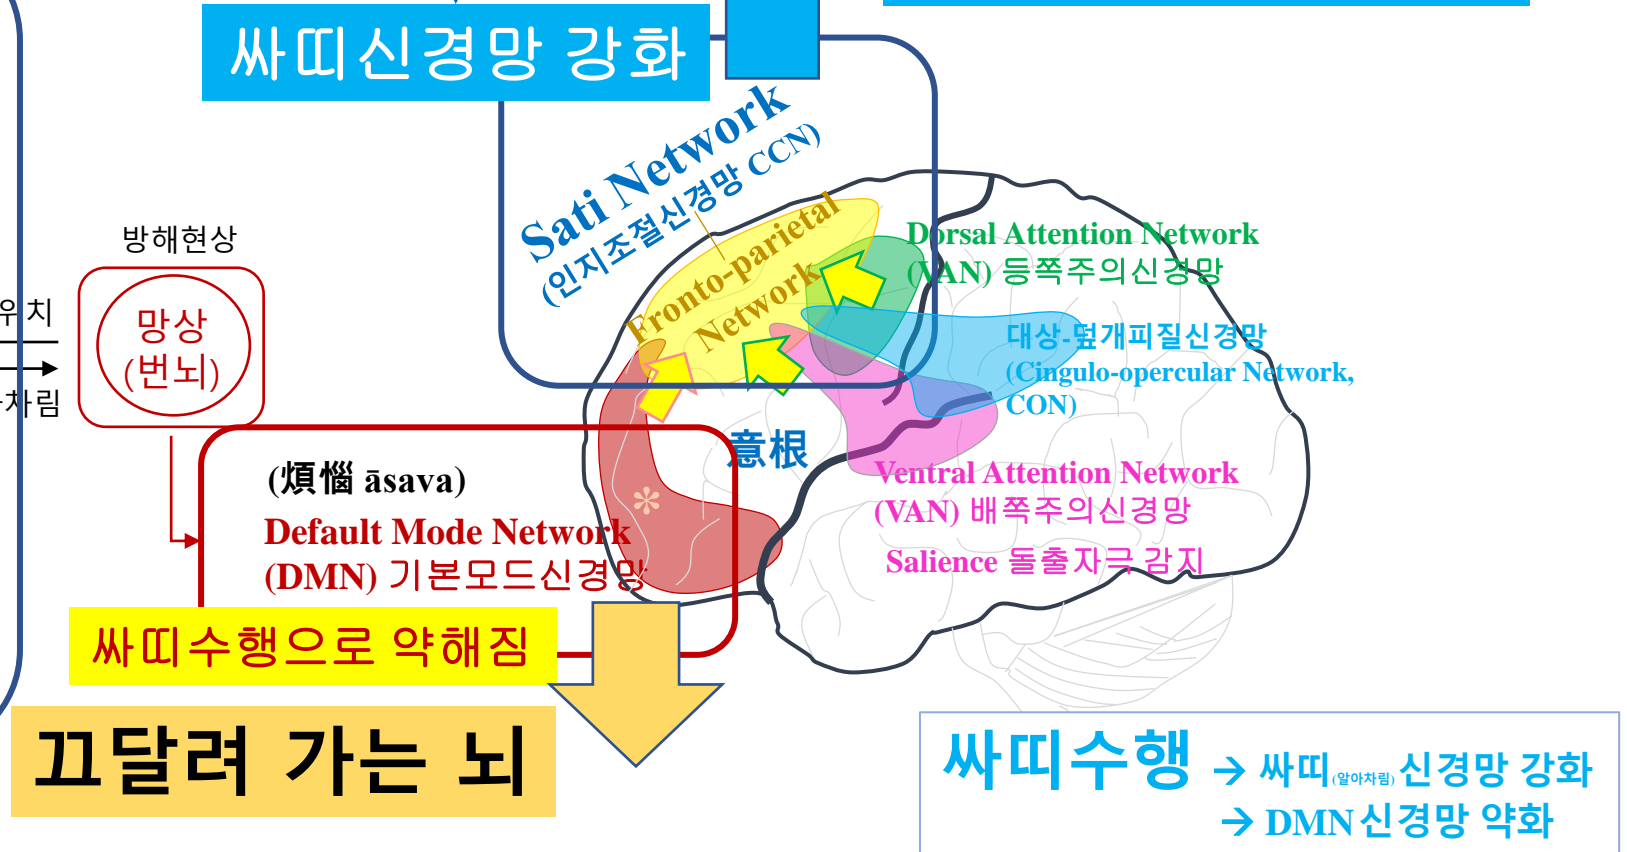 싸띠신경망 강화
Sati Network
(인지조절신경망 CCN)
Fronto-parietal
Network
Dorsal Attention Network
(VAN) 등쪽주의신경망
방해현상
망상
(번뇌)
우치
차림
대상-덮개피질신경망
(Cingulo-opercular Network,
CON)
意根
(煩惱 āsava)
Default Mode Network
(DMN) 기본모드신경망
Ventral Attention Network
(VAN) 배쪽주의신경망
Salience 돌출자극 감지
싸띠수행으로 약해짐
끄달려 가는 뇌
싸띠수행 → 싸띠(알아차림) 신경망 강화
→ DMN 신경망 약화